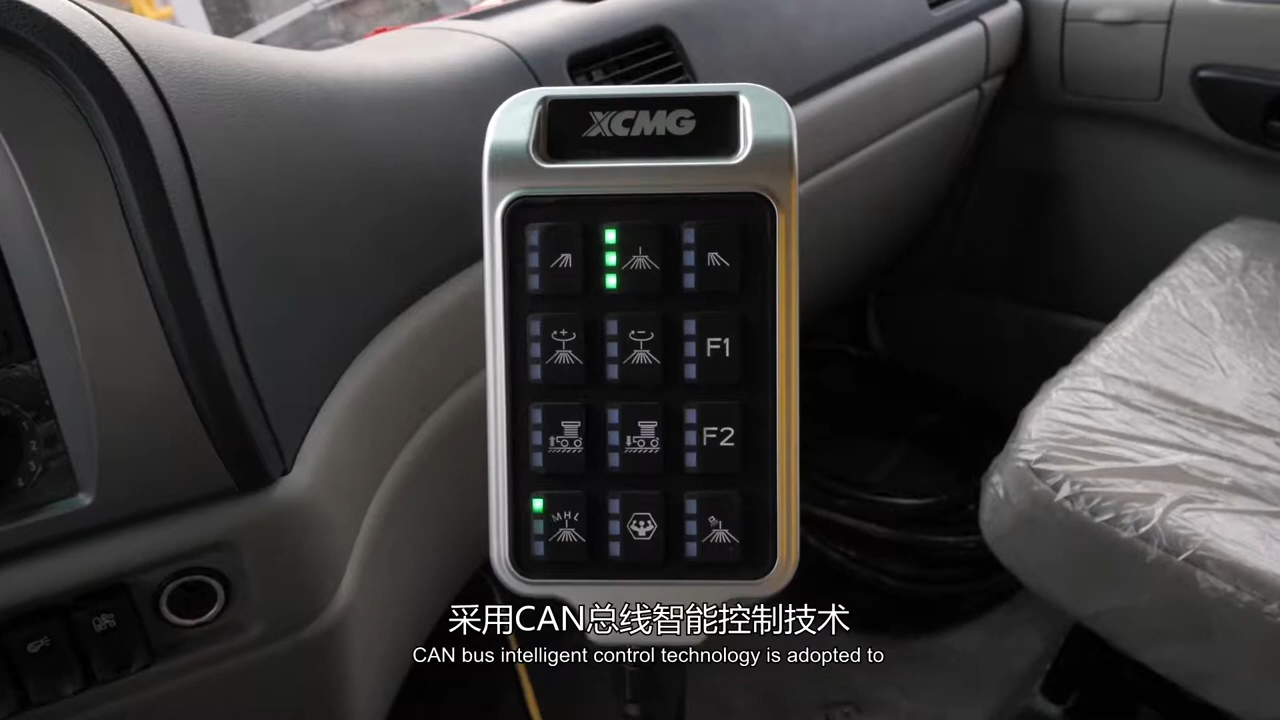 XCMG
F1
F2
M H L
采用CAN总线智能控制技术
CAN bus intelligent control technology is adopted to